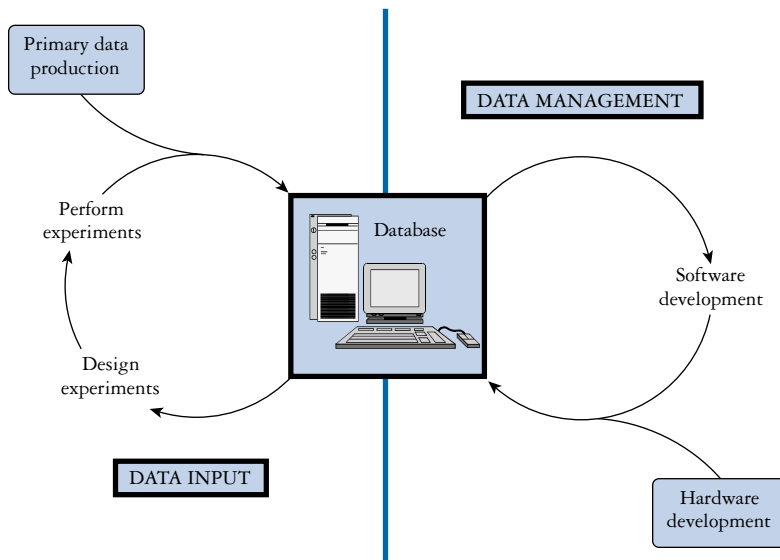 Primary data
production
DATA MANAGEMENT
Perform
experiments
Database
Software
development
Design
experiments
DATA INPUT
Hardware
development